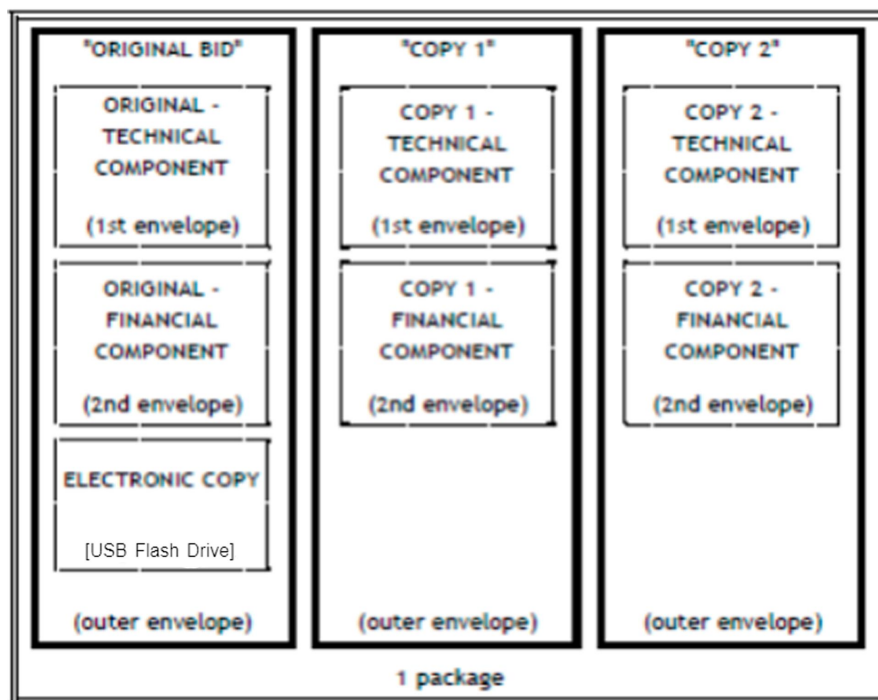 "ORIGINAL BID"
ORIGINAL -
TECHNICAL
COMPONENT
(1st envelope)
ORIGINAL -
FINANCIAL
COMPONENT
(2nd envelope)
ELECTRONIC COPY
[USB Flash Drive]
(outer envelope)
"COPY 1"
COPY 1 -
TECHNICAL
COMPONENT
(1st envelope)
COPY 1 -
FINANCIAL
COMPONENT
(2nd envelope)
(outer envelope)
"COPY 2"
COPY 2 -
TECHNICAL
COMPONENT
(1st envelope)
COPY 2 -
FINANCIAL
COMPONENT
(2nd envelope)
(outer envelope)
1 package